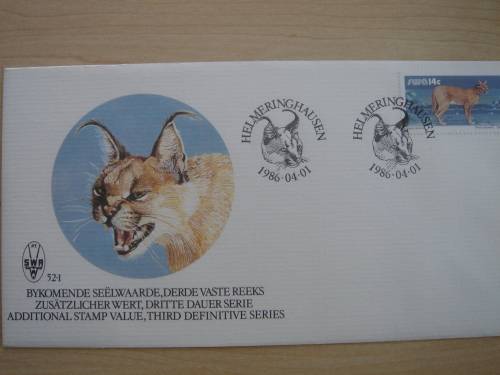 SWA 14c
HELMERINGHAUSEN
1986·04·01
HELMERINGHAUSEN
1986·04·01
SWA
52·1
BYKOMENDE SEËLWAARDE, DERDE VASTE REEKS
ZUSÄTZLICHER WERT, DRITTE DAUER SERIE
ADDITIONAL STAMP VALUE, THIRD DEFINITIVE SERIES